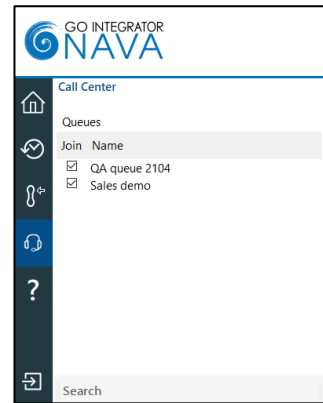 GO INTEGRATOR
NAVA
Call Center
Queues
Join Name
QA queue 2104
Sales demo
?
Search